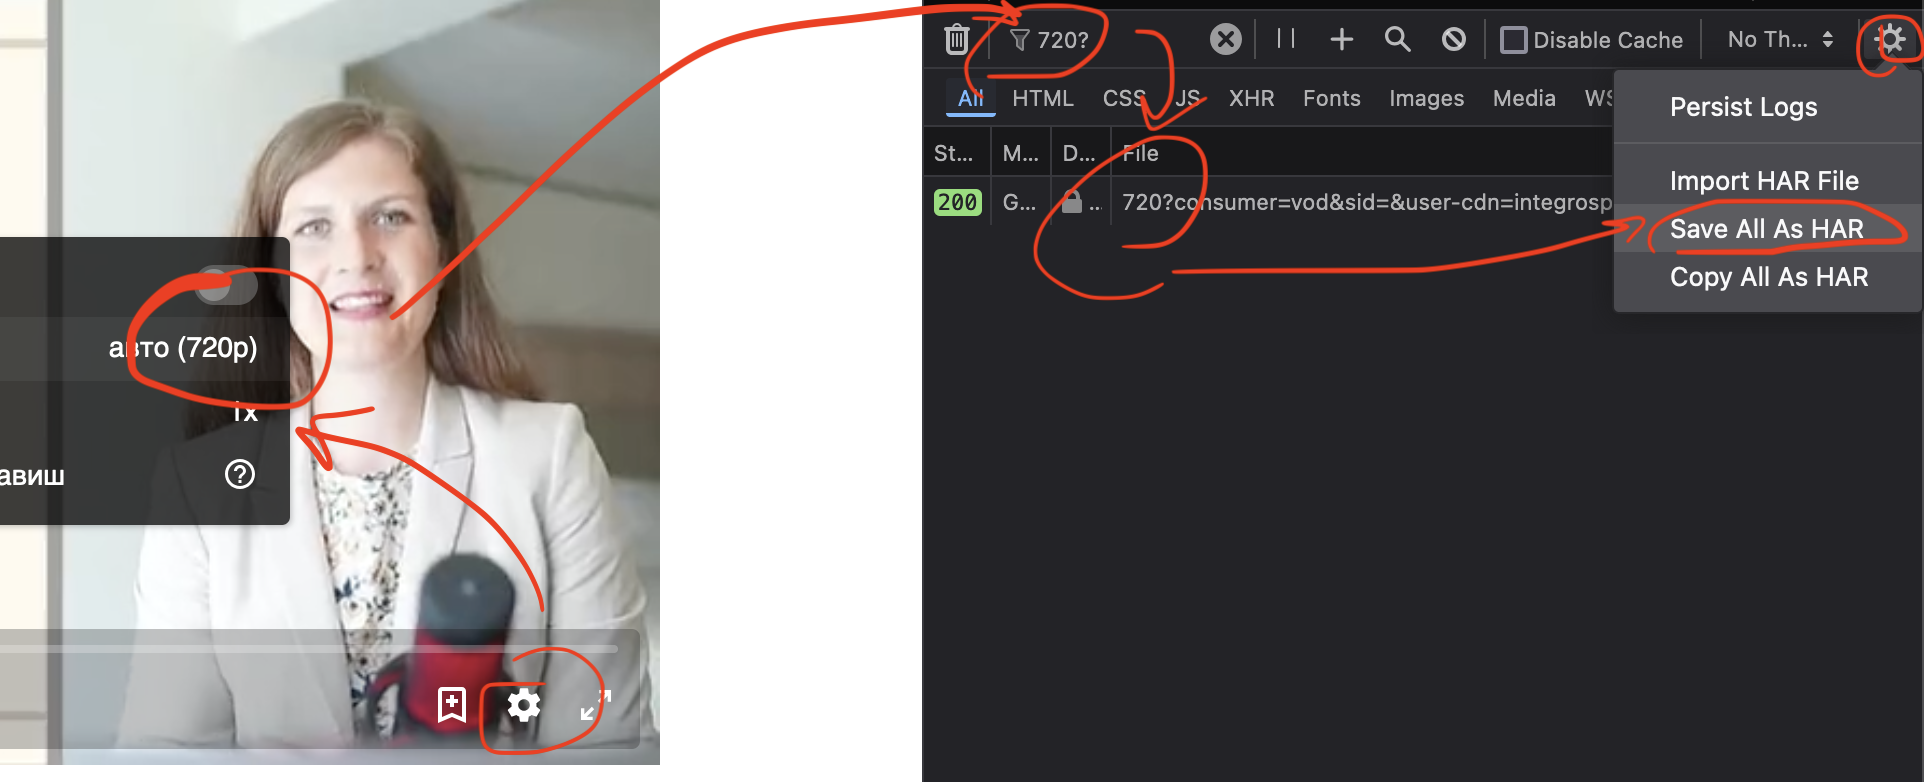 авто (720p)
1x
авиш
720?
Disable Cache
No Th...
All
HTML
CSS
JS
XHR
Fonts
Images
Media
WS
Persist Logs
St...
M...
D...
File
Import HAR File
200
G...
...
720?consumer=vod&sid=&user-cdn=integrosp
Save All As HAR
Copy All As HAR